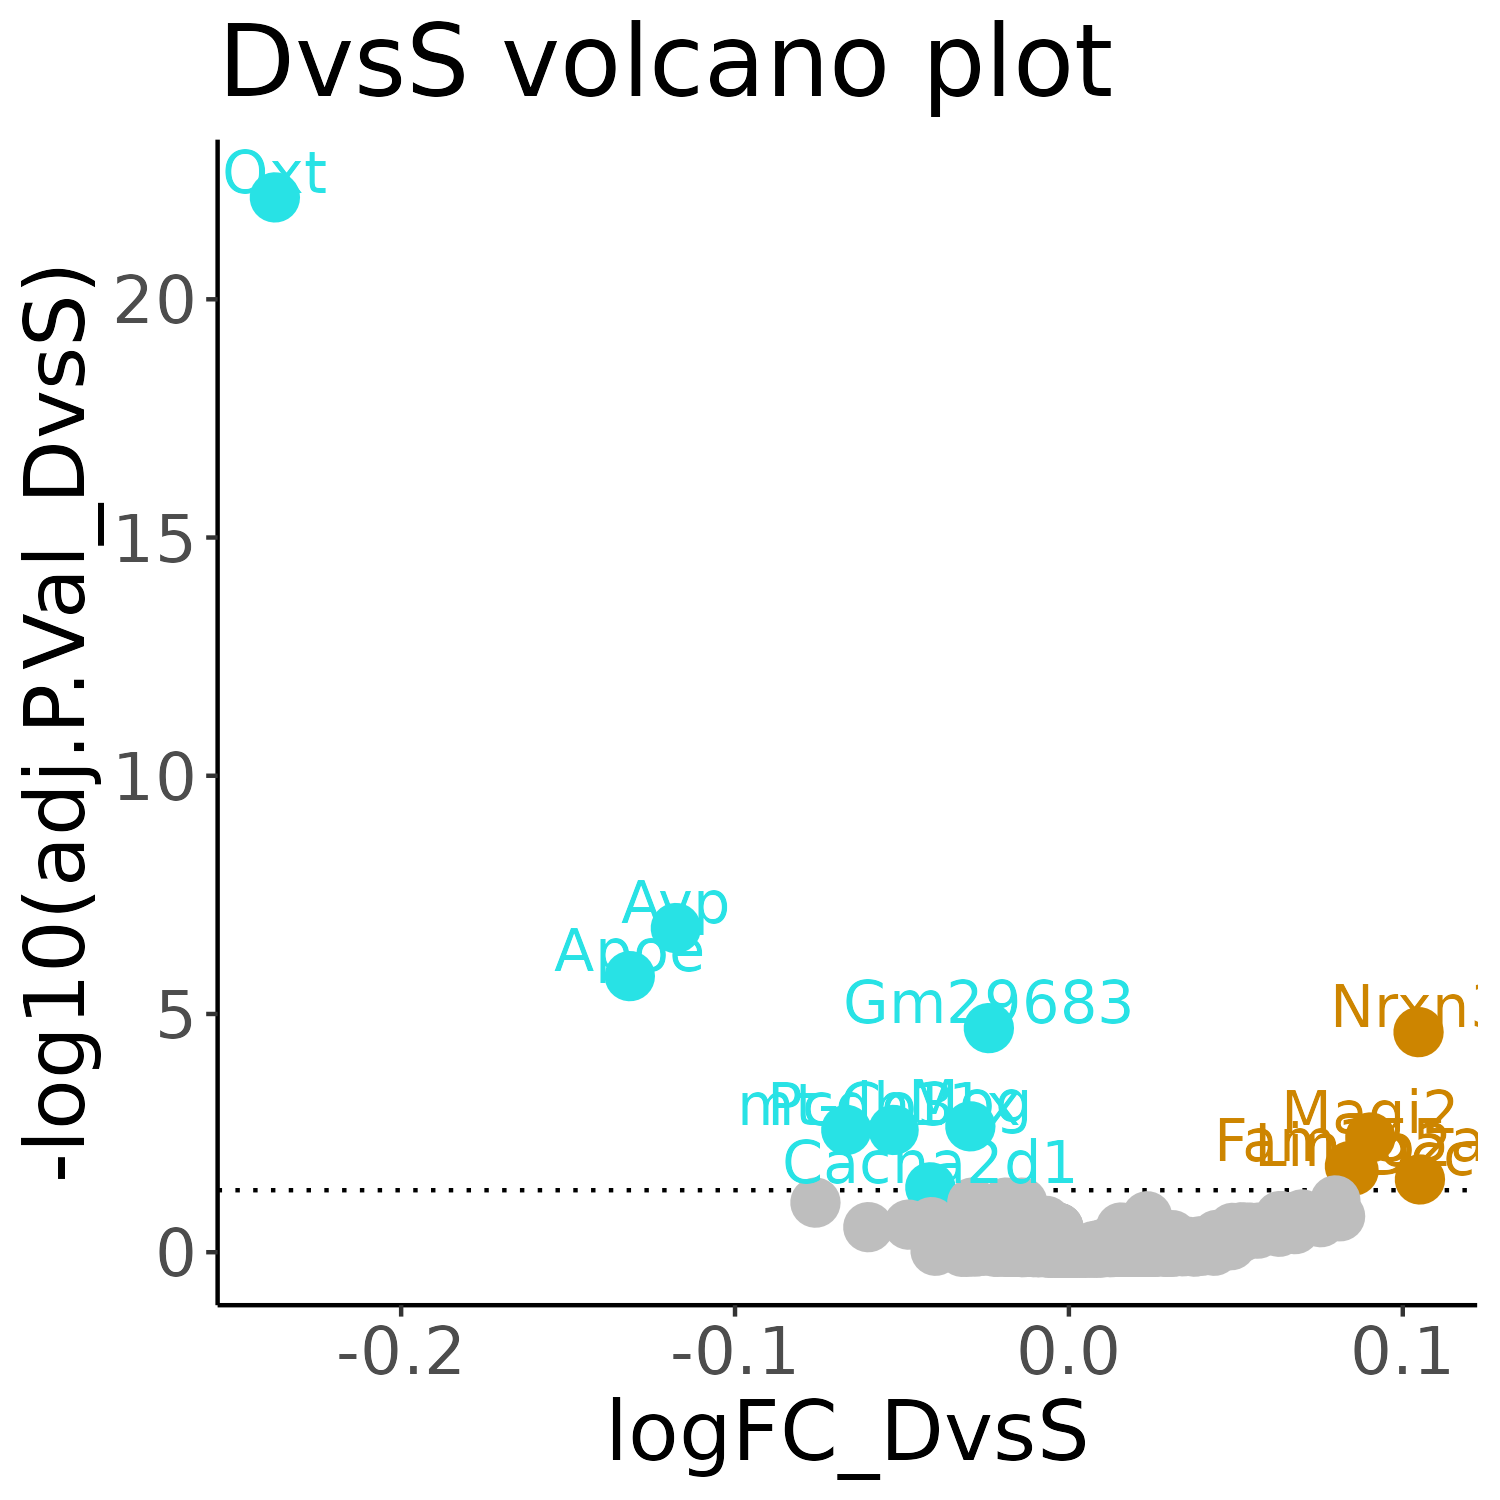 DvsS volcano plot
-log10(adj.P.Val_DvsS)
20
15
10
5
0
Oxt
Avp
Apoe
Gm29683
Nrxn3
Mog
Cacna2d1
Magi2
-0.2
-0.1
0.0
0.1
logFC_DvsS